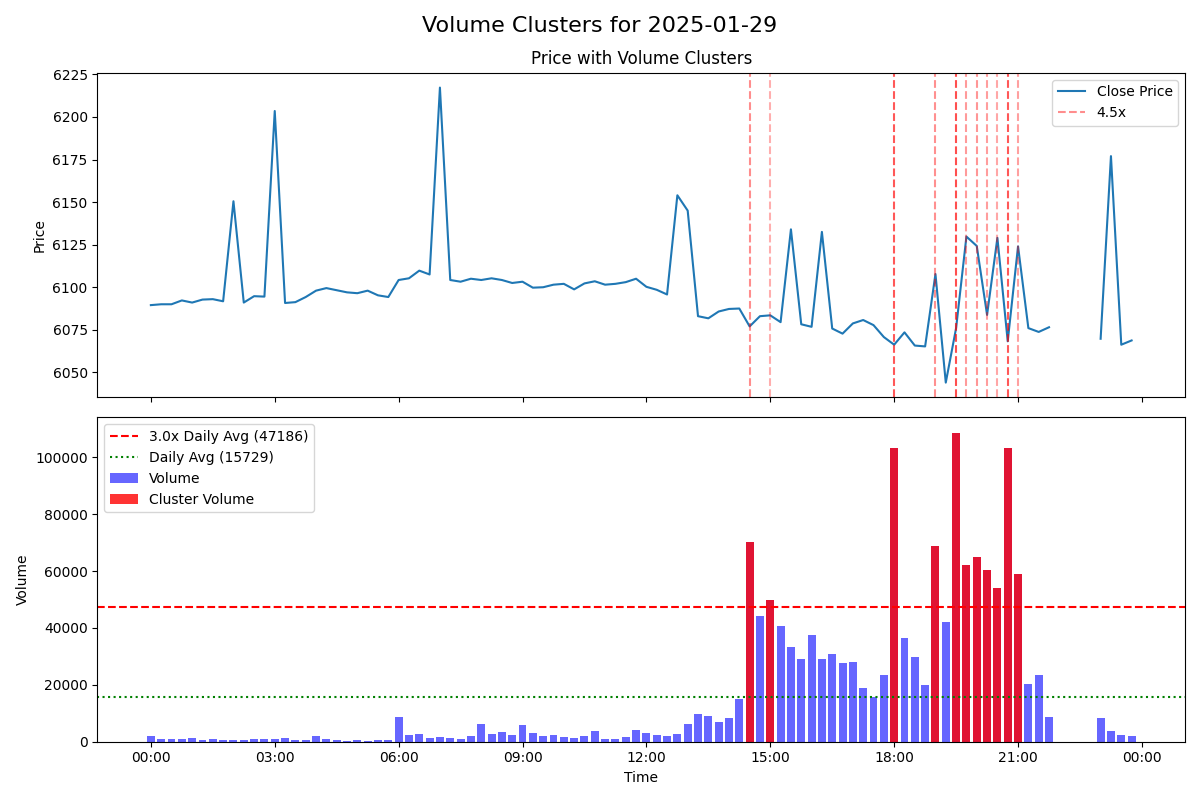 Volume Clusters for 2025-01-29
Price with Volume Clusters
6225
6200
6175
6150
6125
6100
6075
6050
Price
Close Price
4.5x
3.0x Daily Avg (47186)
Daily Avg (15729)
Volume
Cluster Volume
100000
80000
60000
40000
20000
0
Volume
00:00 03:00 06:00 09:00 12:00 15:00 18:00 21:00 00:00
Time